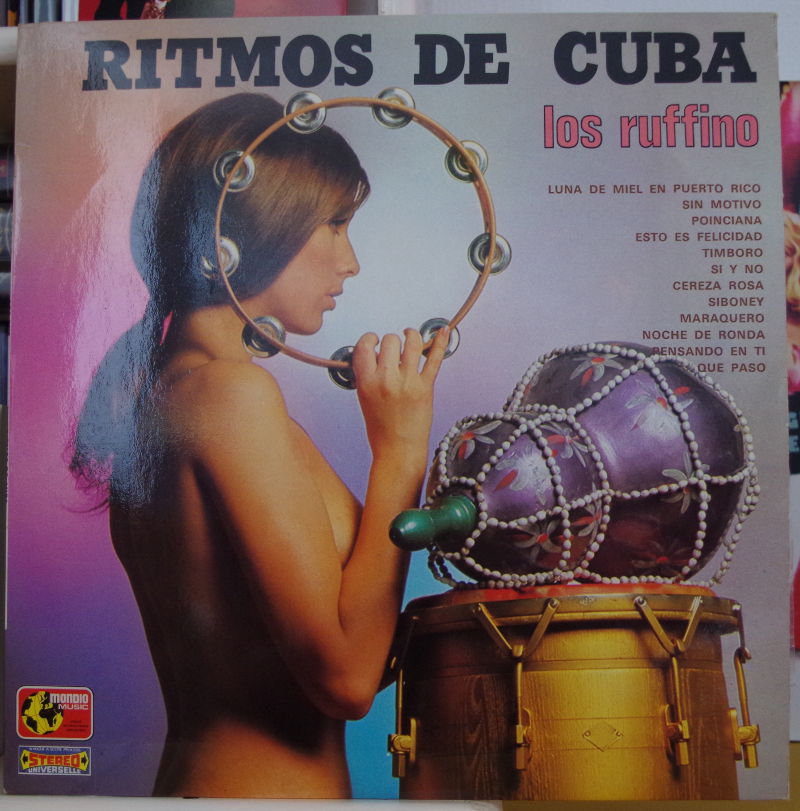 RITMOS DE CUBA
los ruffino
LUNA DE MIEL EN PUERTO RICO
SIN MOTIVO
POINCIANA
ESTO ES FELICIDAD
TIMBORO
SI Y NO
CEREZA ROSA
SIBONEY
MARAQUERO
NOCHE DE RONDA
PENSANDO EN TI
QUE PASO
MONDIO
MUSIC
STEREO
UNIVERSELLE